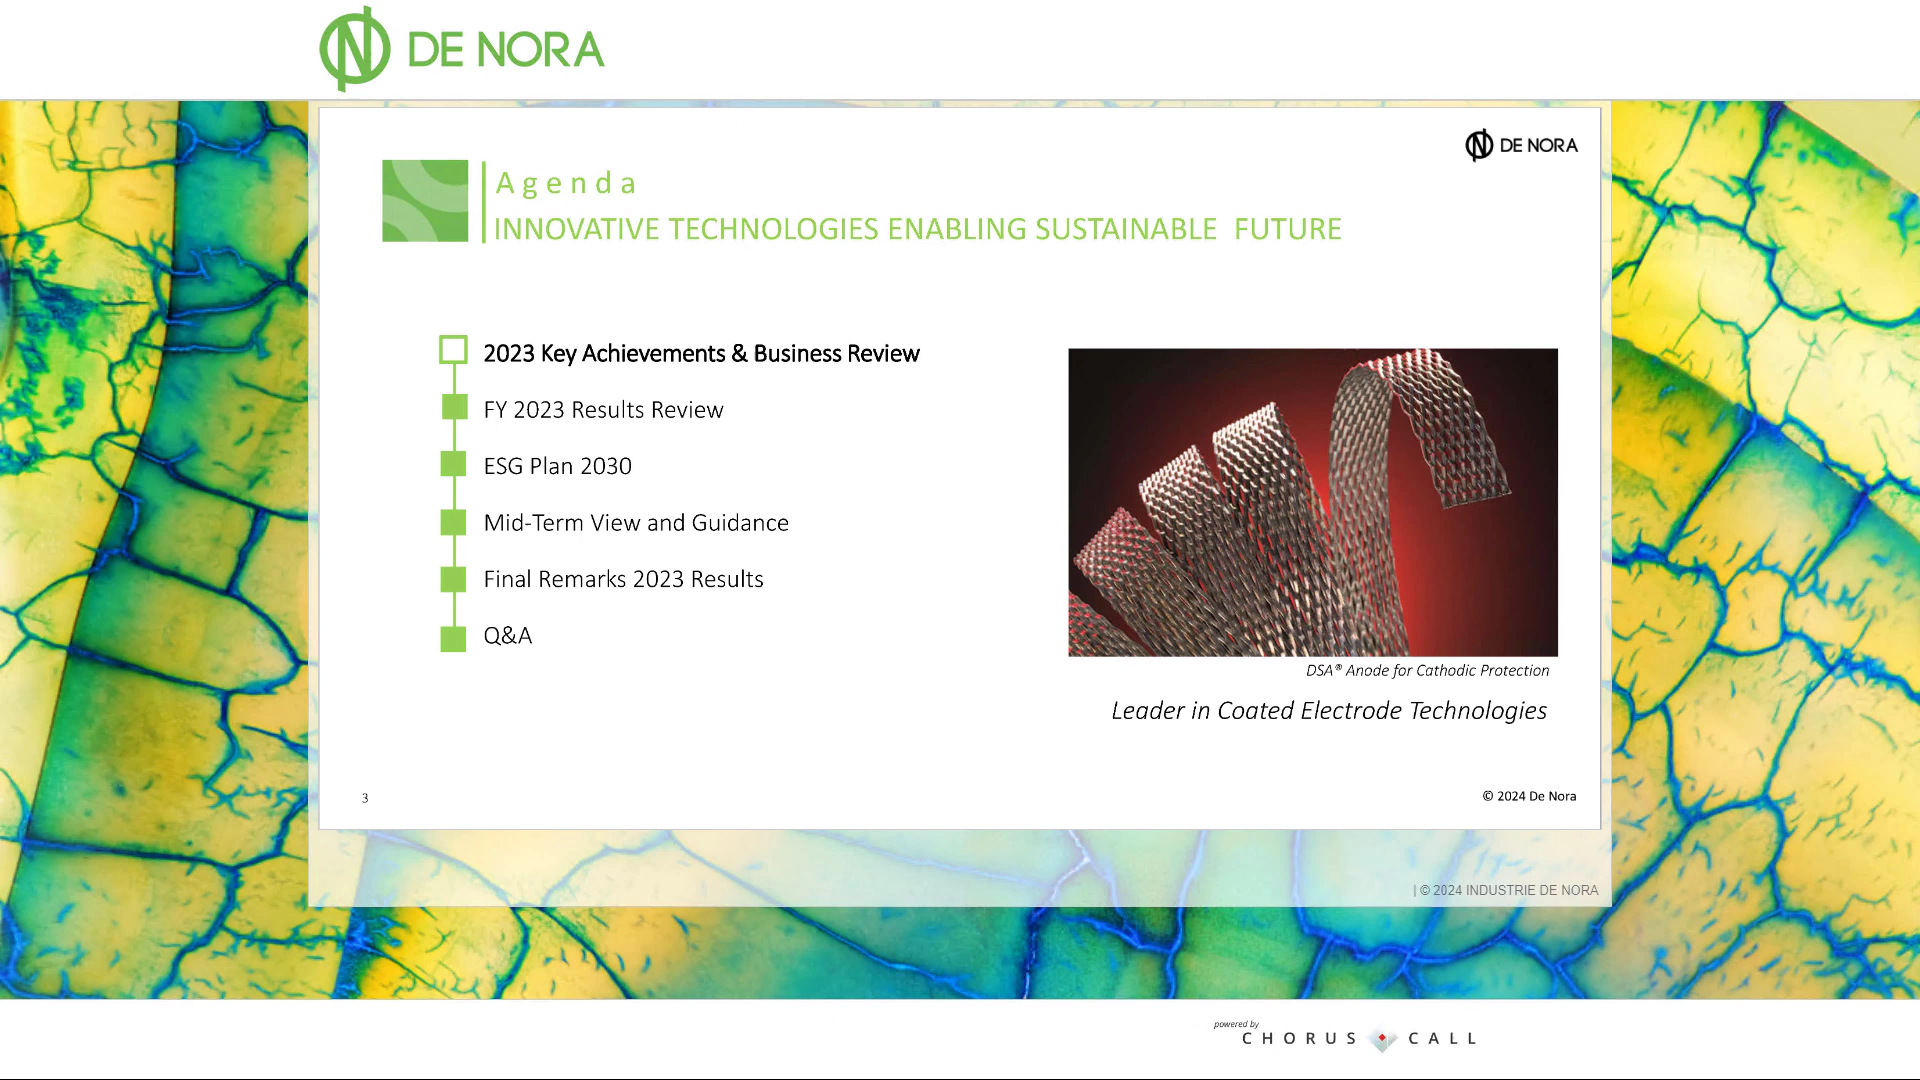 DE NORA
DE NORA
Agenda
INNOVATIVE TECHNOLOGIES ENABLING SUSTAINABLE FUTURE
2023 Key Achievements & Business Review
FY 2023 Results Review
ESG Plan 2030
Mid-Term View and Guidance
Final Remarks 2023 Results
Q&A
DSA® Anode for Cathodic Protection
Leader in Coated Electrode Technologies
3
© 2024 De Nora
| © 2024 INDUSTRIE DE NORA
powered by
CHORUS CALL